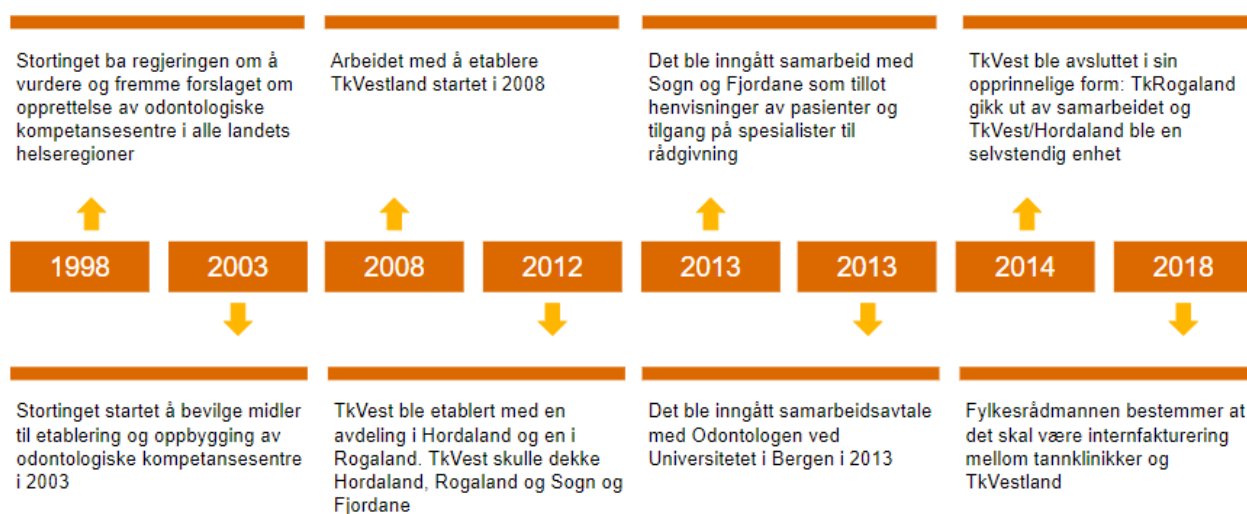 Stortinget ba regjeringen om å
vurdere og fremme forslaget om
opprettelse av odontologiske
kompetansesentre i alle landets
helseregioner
Arbeidet med å etablere
TkVestland startet i 2008
Det ble inngått samarbeid med
Sogn og Fjordane som tillot
henvisninger av pasienter og
tilgang på spesialister til
rådgivning
TkVest ble avsluttet i sin
opprinnelige form: TkRogaland
gikk ut av samarbeidet og
TkVest/Hordaland ble en
selvstendig enhet
1998
2003
2008
2012
2013
2013
2014
2018
Stortinget startet å bevilge midler
til etablering og oppbygging av
odontologiske kompetansesentre
i 2003
TkVest ble etablert med en
avdeling i Hordaland og en i
Rogaland. TkVest skulle dekke
Hordaland, Rogaland og Sogn og
Fjordane
Det ble inngått samarbeidsavtale
med Odontologen ved
Universitetet i Bergen i 2013
Fylkesrådmannen bestemmer at
det skal være internfakturering
mellom tannklinikker og
TkVestland